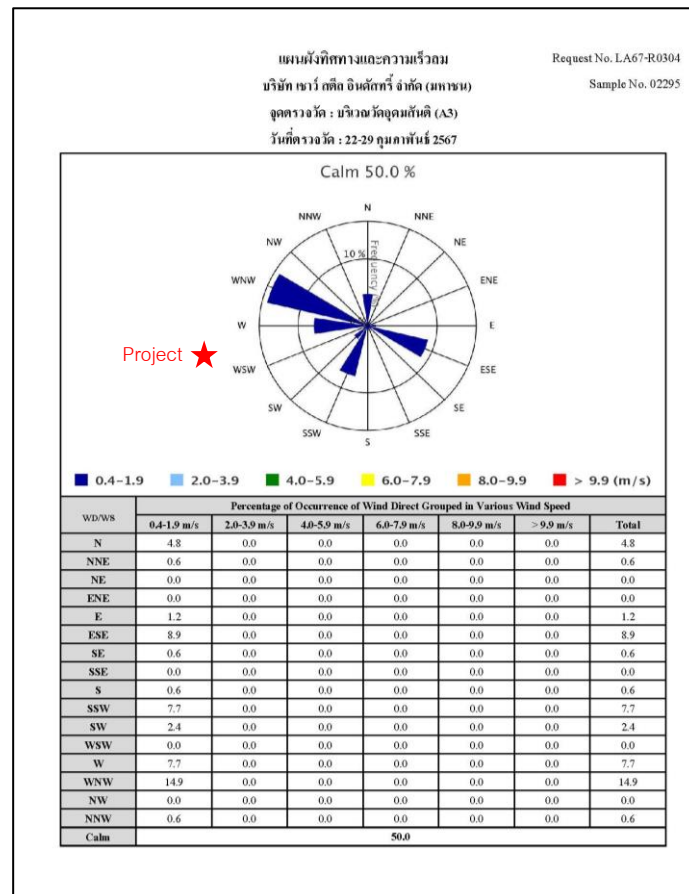 แผนผังทิศทางและความเร็วลม
Request No. LA67-R0304
บริษัท เชาว์ สตีล อินดัสทรี้ จำกัด (มหาชน)
Sample No. 02295
จุดตรวจวัด : บริเวณวัดอุดมสันติ (A3)
วันที่ตรวจวัด : 22-29 กุมภาพันธ์ 2567
Calm 50.0 %
N
NNW NNE
NW NE
10 %
WNW ENE
W E
Project
WSW ESE
SW SE
SSW SSE
S
0.4-1.9 2.0-3.9 4.0-5.9 6.0-7.9 8.0-9.9 > 9.9 (m/s)
WD/WS Percentage of Occurrence of Wind Direct Grouped in Various Wind Speed
0.4-1.9 m/s 2.0-3.9 m/s 4.0-5.9 m/s 6.0-7.9 m/s 8.0-9.9 m/s > 9.9 m/s Total
N 4.8 0.0 0.0 0.0 0.0 0.0 4.8
NNE 0.6 0.0 0.0 0.0 0.0 0.0 0.6
NE 0.0 0.0 0.0 0.0 0.0 0.0 0.0
ENE 0.0 0.0 0.0 0.0 0.0 0.0 0.0
E 1.2 0.0 0.0 0.0 0.0 0.0 1.2
ESE 8.9 0.0 0.0 0.0 0.0 0.0 8.9
SE 0.6 0.0 0.0 0.0 0.0 0.0 0.6
SSE 0.0 0.0 0.0 0.0 0.0 0.0 0.0
S 0.6 0.0 0.0 0.0 0.0 0.0 0.6
SSW 7.7 0.0 0.0 0.0 0.0 0.0 7.7
SW 2.4 0.0 0.0 0.0 0.0 0.0 2.4
WSW 0.0 0.0 0.0 0.0 0.0 0.0 0.0
W 7.7 0.0 0.0 0.0 0.0 0.0 7.7
WNW 14.9 0.0 0.0 0.0 0.0 0.0 14.9
NW 0.0 0.0 0.0 0.0 0.0 0.0 0.0
NNW 0.6 0.0 0.0 0.0 0.0 0.0 0.6
Calm 50.0